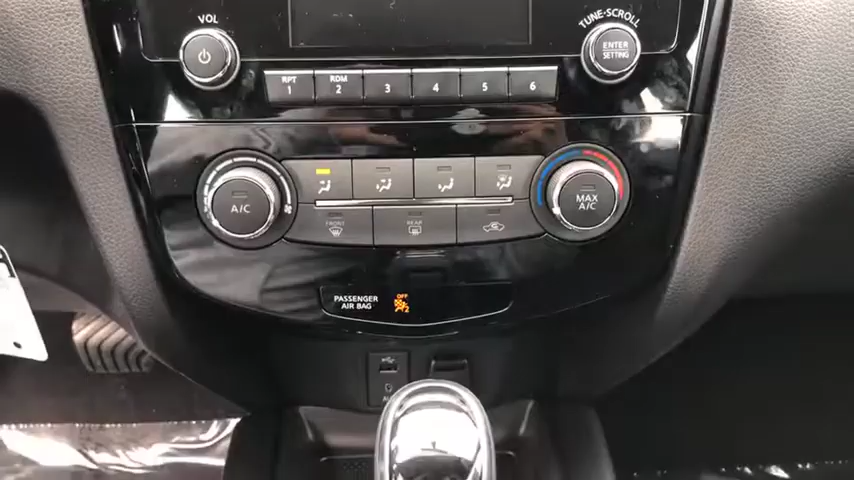 VOL
TUNE•SCROLL
ENTER
SETTING
RPT
1
RDM
2
3
4
5
6
A/C
MAX
A/C
FRONT
REAR
PASSENGER
AIR BAG
OFF
2